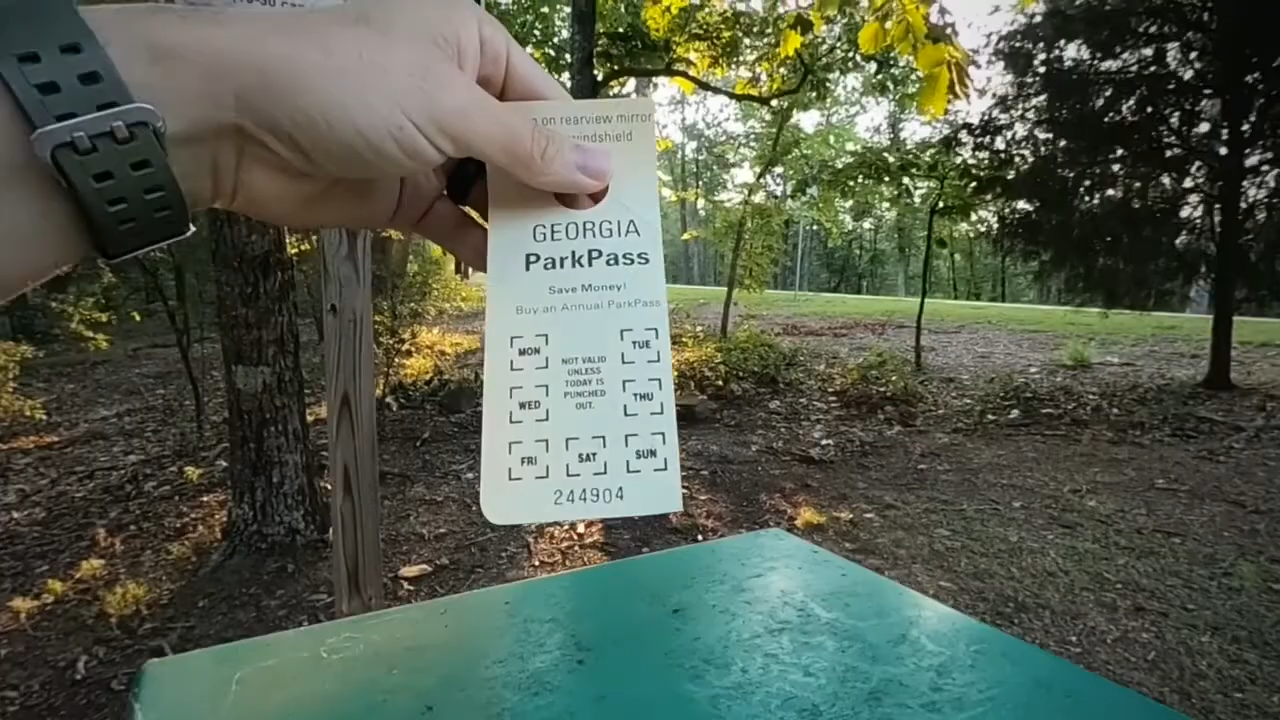 on rearview mirror
windshield
GEORGIA
ParkPass
Save Money!
Buy an Annual ParkPass
MON
TUE
NOT VALID
UNLESS
TODAY IS
PUNCHED
OUT.
WED
THU
FRI
SAT
SUN
244904